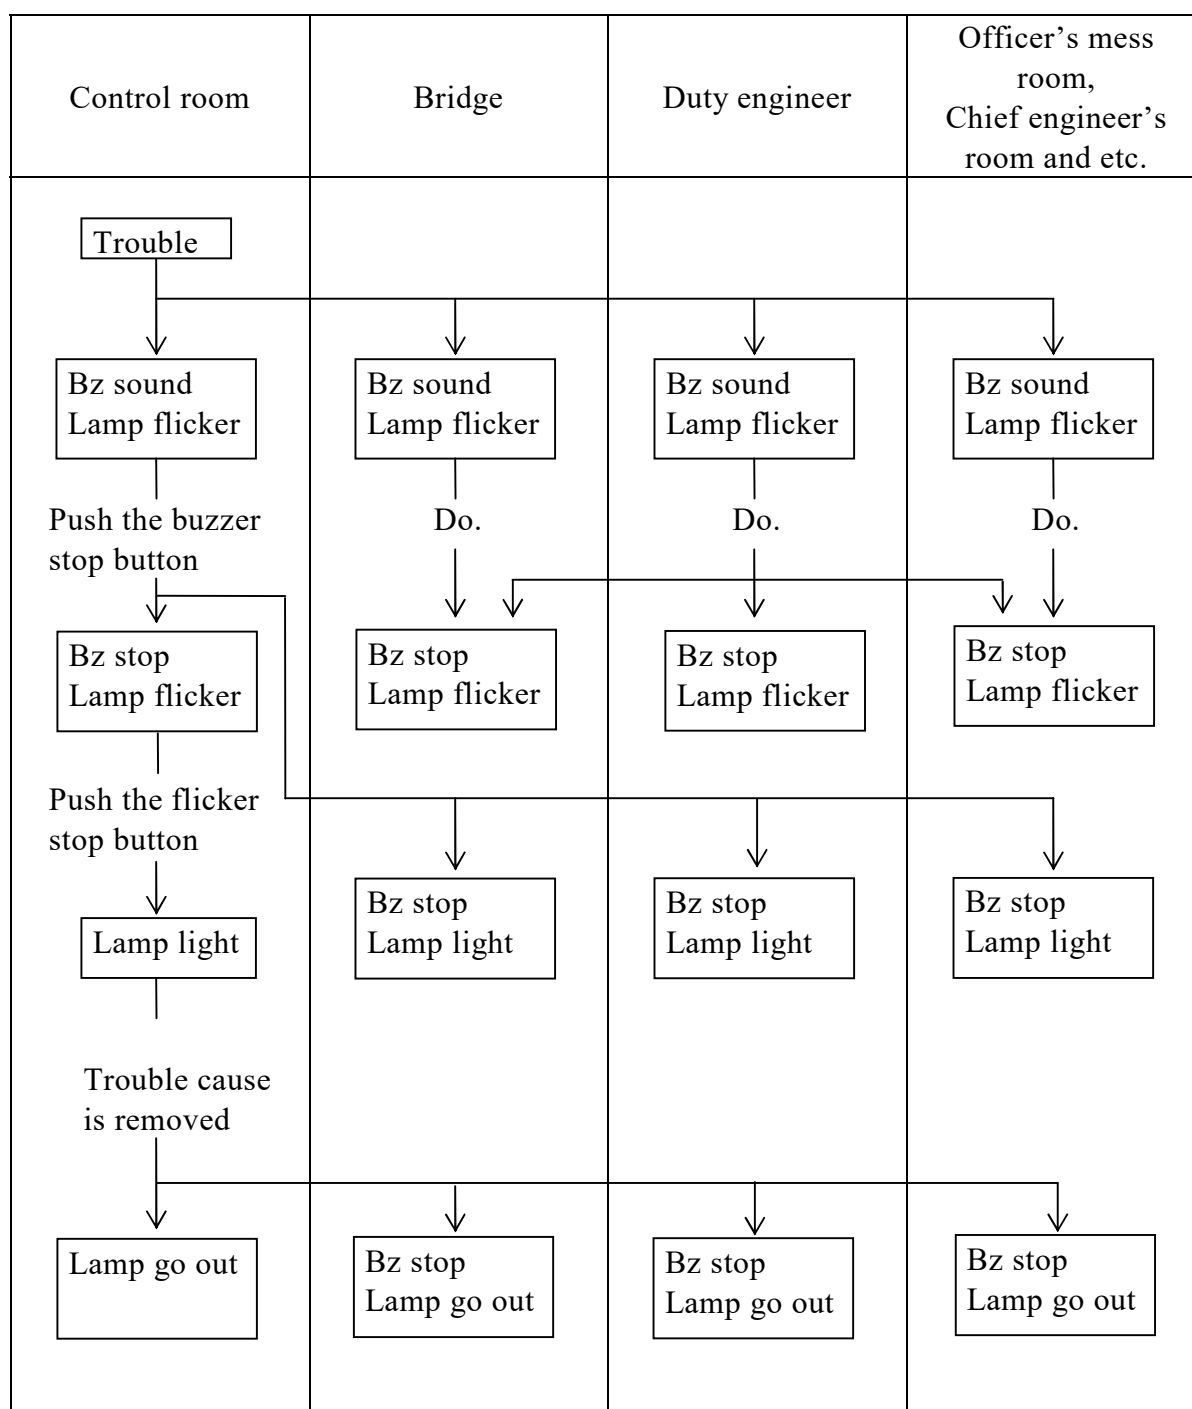 Control room
Bridge
Duty engineer
Officer’s mess
room,
Chief engineer’s
room and etc.
Trouble
Bz sound
Lamp flicker
Bz sound
Lamp flicker
Bz sound
Lamp flicker
Bz sound
Lamp flicker
Push the buzzer
stop button
Do.
Do.
Do.
Bz stop
Lamp flicker
Bz stop
Lamp flicker
Bz stop
Lamp flicker
Bz stop
Lamp flicker
Push the flicker
stop button
Lamp light
Bz stop
Lamp light
Bz stop
Lamp light
Bz stop
Lamp light
Trouble cause
is removed
Lamp go out
Bz stop
Lamp go out
Bz stop
Lamp go out
Bz stop
Lamp go out